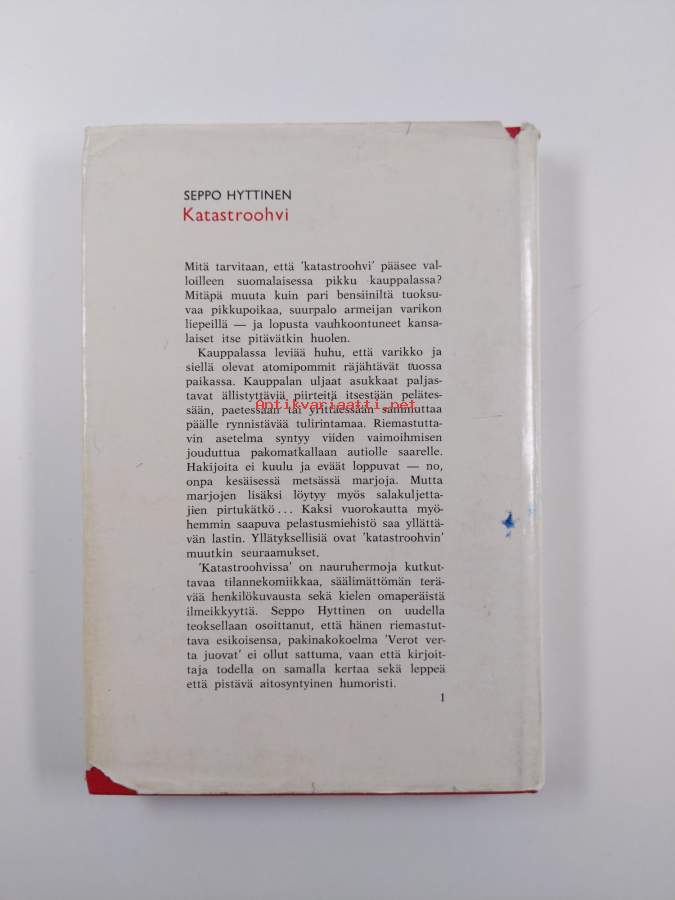 SEPPO HYTTINEN
Katastroohvi
Mitä tarvitaan, että 'katastroohvi' pääsee val-
loilleen suomalaisessa pikku kauppalassa?
Mitäpä muuta kuin pari bensiiniltä tuoksu-
vaa pikkupoikaa, suurpalo armeijan varikon
liepeillä — ja lopusta vauhkoontuneet kansa-
laiset itse pitävätkin huolen.
Kauppalassa leviää huhu, että varikko ja
siellä olevat atomipommit räjähtävät tuossa
paikassa. Kauppalan uljaat asukkaat paljas-
tavat ällistyttäviä piirteitä itsestään pelätes-
Antikvariaatti.net
sään, paetessaan tai yrittäessään sammuttaa
päälle rynnistävää tulirintamaa. Riemastutta-
vin asetelma syntyy viiden vaimoihmisen
jouduttua pakomatkallaan autiolle saarelle.
Hakijoita ei kuulu ja eväät loppuvat — no,
onpa kesäisessä metsässä marjoja. Mutta
marjojen lisäksi löytyy myös salakuljetta-
jien pirtukätkö... Kaksi vuorokautta myö-
hemmin saapuva pelastusmiehistö saa yllättä-
vän lastin. Yllätyksellisiä ovat 'katastroohvin'
muutkin seuraamukset.
'Katastroohvissa' on nauruhermoja kutkut-
tavaa tilannekomiikkaa, säälimättömän terä-
vää henkilökuvausta sekä kielen omaperäistä
ilmeikkyyttä. Seppo Hyttinen on uudella
teoksellaan osoittanut, että hänen riemastut-
tava esikoisensa, pakinakokoelma 'Verot ver-
ta juovat' ei ollut sattuma, vaan että kirjoit-
taja todella on samalla kertaa sekä leppeä
että pistävä aitosyntyinen humoristi.
1